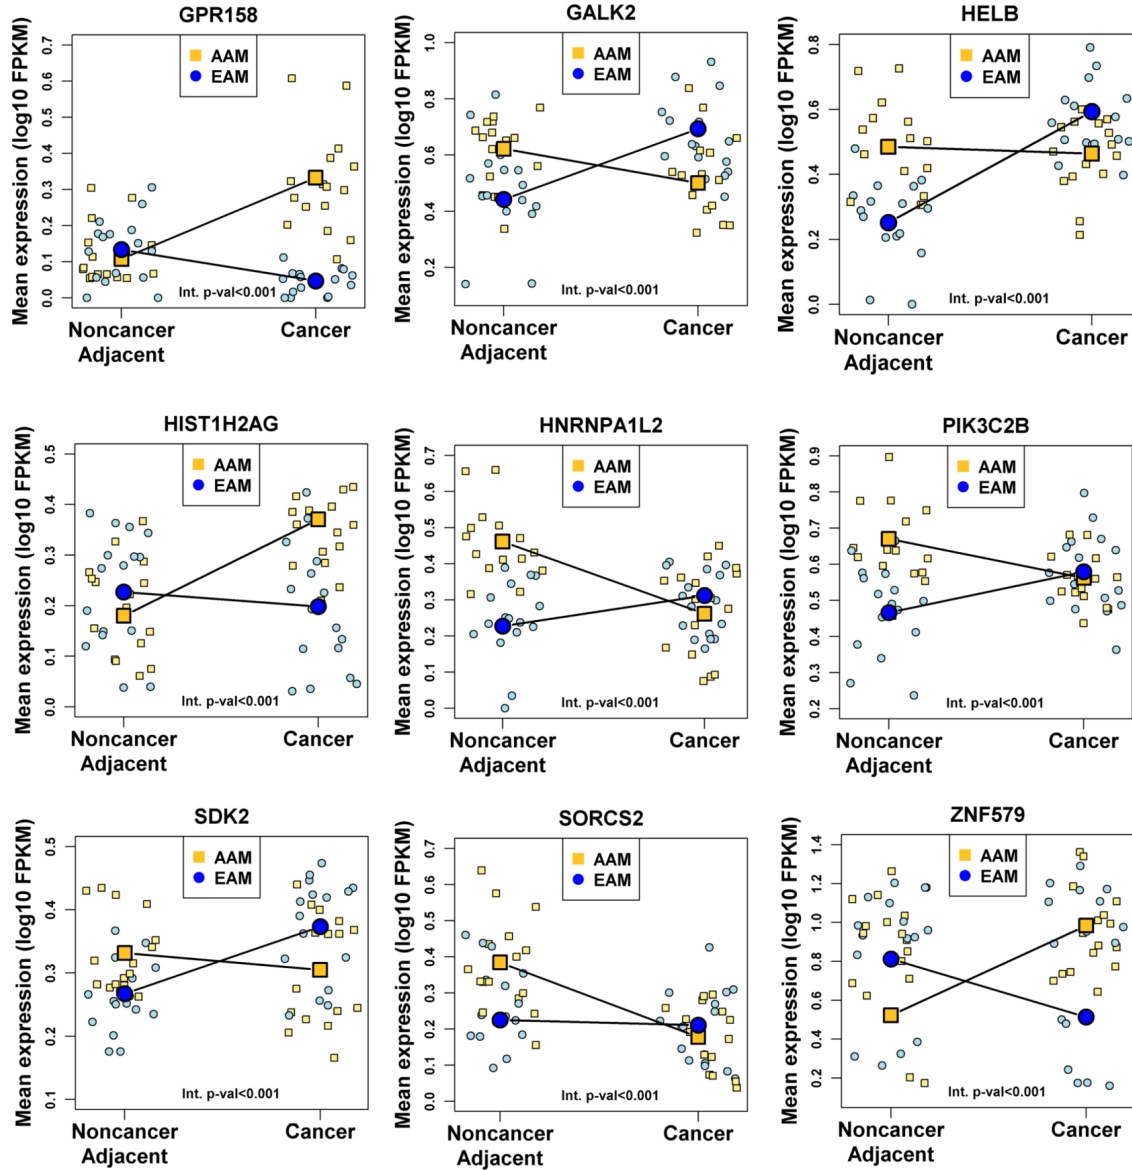 GPR158
Mean expression (log10 FPKM)
0.7
0.6
0.5
0.4
0.3
0.2
0.1
0.0
AAM
EAM
Int. p-val<0.001
Noncancer
Adjacent
Cancer
GALK2
Mean expression (log10 FPKM)
1.0
0.8
0.6
0.4
0.2
AAM
EAM
Int. p-val<0.001
Noncancer
Adjacent
Cancer
HELB
Mean expression (log10 FPKM)
0.8
0.6
0.4
0.2
0.0
AAM
EAM
Int. p-val<0.001
Noncancer
Adjacent
Cancer
HIST1H2AG
Mean expression (log10 FPKM)
0.5
0.4
0.3
0.2
0.1
0.0
AAM
EAM
Int. p-val<0.001
Noncancer
Adjacent
Cancer
HNRNPA1L2
Mean expression (log10 FPKM)
0.7
0.6
0.5
0.4
0.3
0.2
0.1
0.0
AAM
EAM
Int. p-val<0.001
Noncancer
Adjacent
Cancer
PIK3C2B
Mean expression (log10 FPKM)
0.9
0.8
0.7
0.6
0.5
0.4
0.3
0.2
AAM
EAM
Int. p-val<0.001
Noncancer
Adjacent
Cancer
SDK2
Mean expression (log10 FPKM)
0.5
0.4
0.3
0.2
0.1
AAM
EAM
Int. p-val<0.001
Noncancer
Adjacent
Cancer
SORCS2
Mean expression (log10 FPKM)
0.7
0.6
0.5
0.4
0.3
0.2
0.1
0.0
AAM
EAM
Int. p-val<0.001
Noncancer
Adjacent
Cancer
ZNF579
Mean expression (log10 FPKM)
1.4
1.2
1.0
0.8
0.6
0.4
0.2
AAM
EAM
Int. p-val<0.001
Noncancer
Adjacent
Cancer